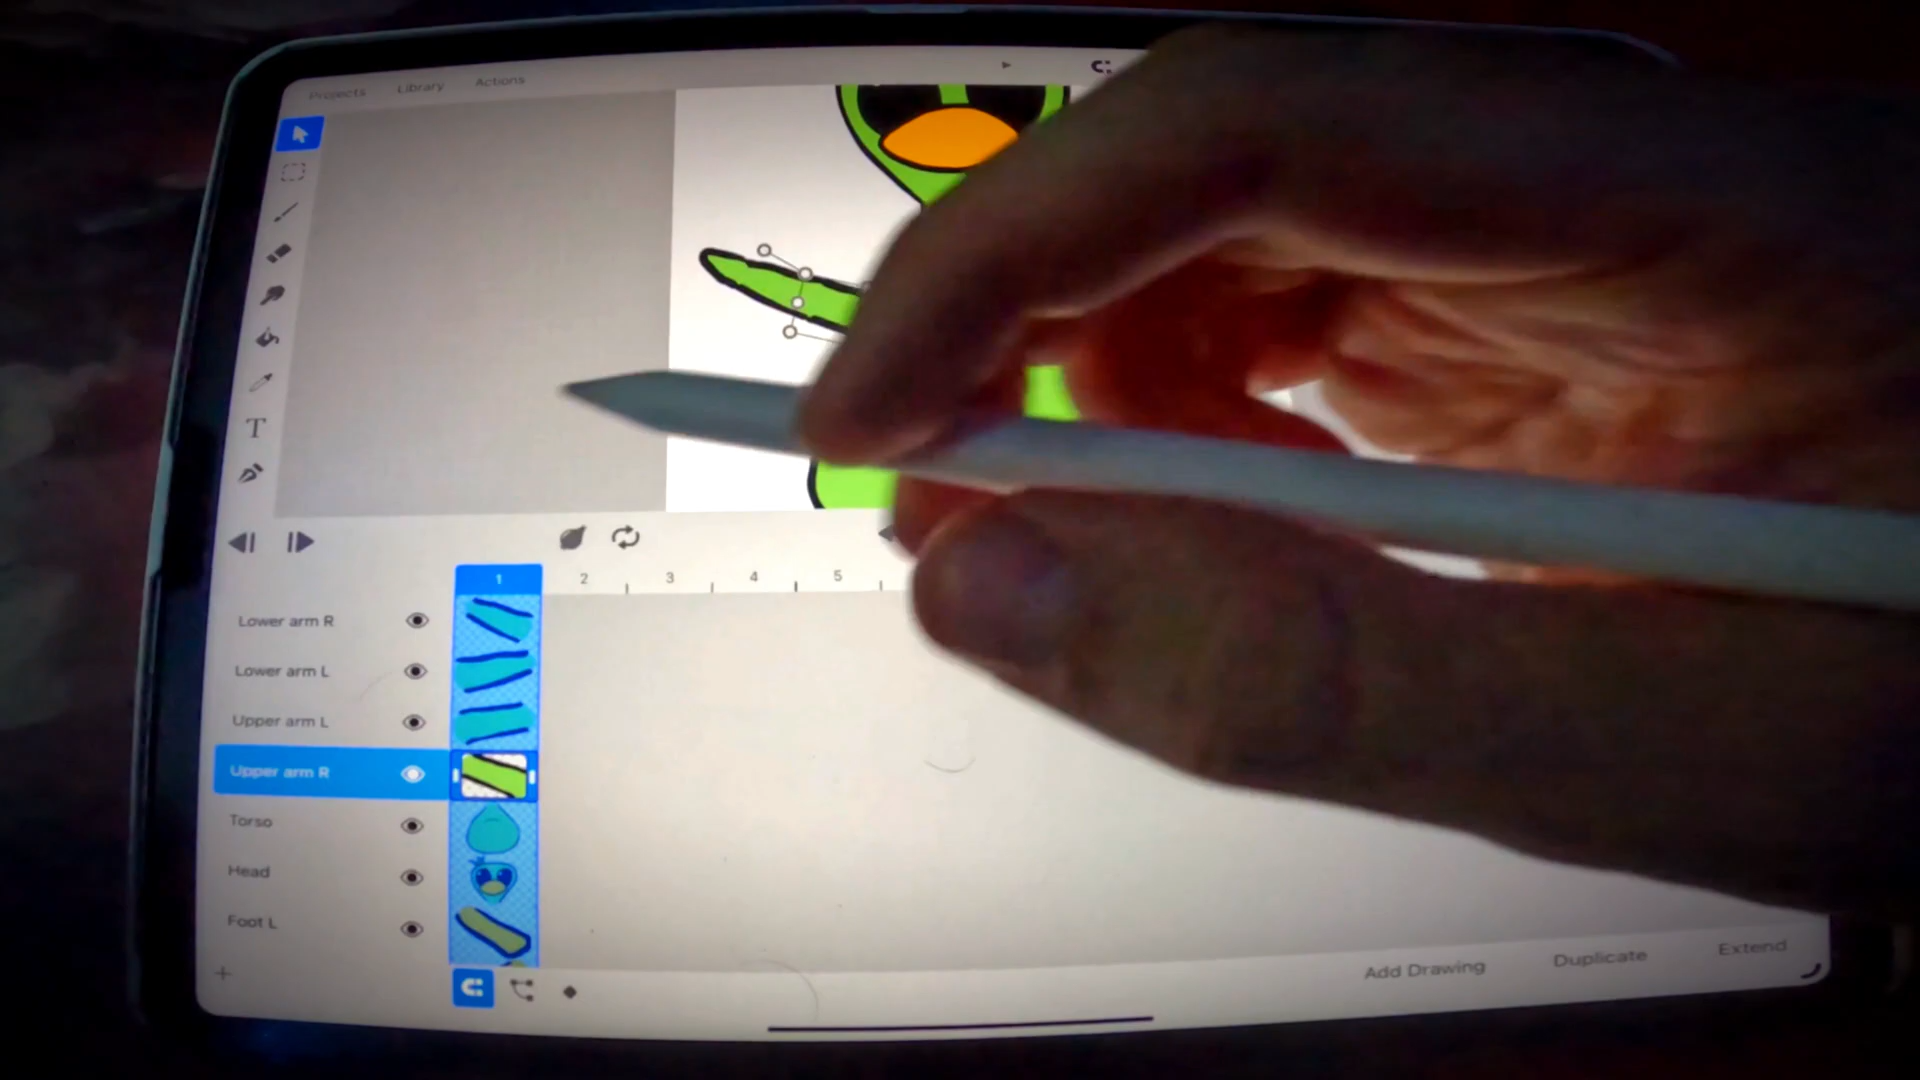 Projects Library Actions
T
1 2 3 4 5
Lower arm R
Lower arm L
Upper arm L
Upper arm R
Torso
Head
Foot L
Add Drawing Duplicate Extend